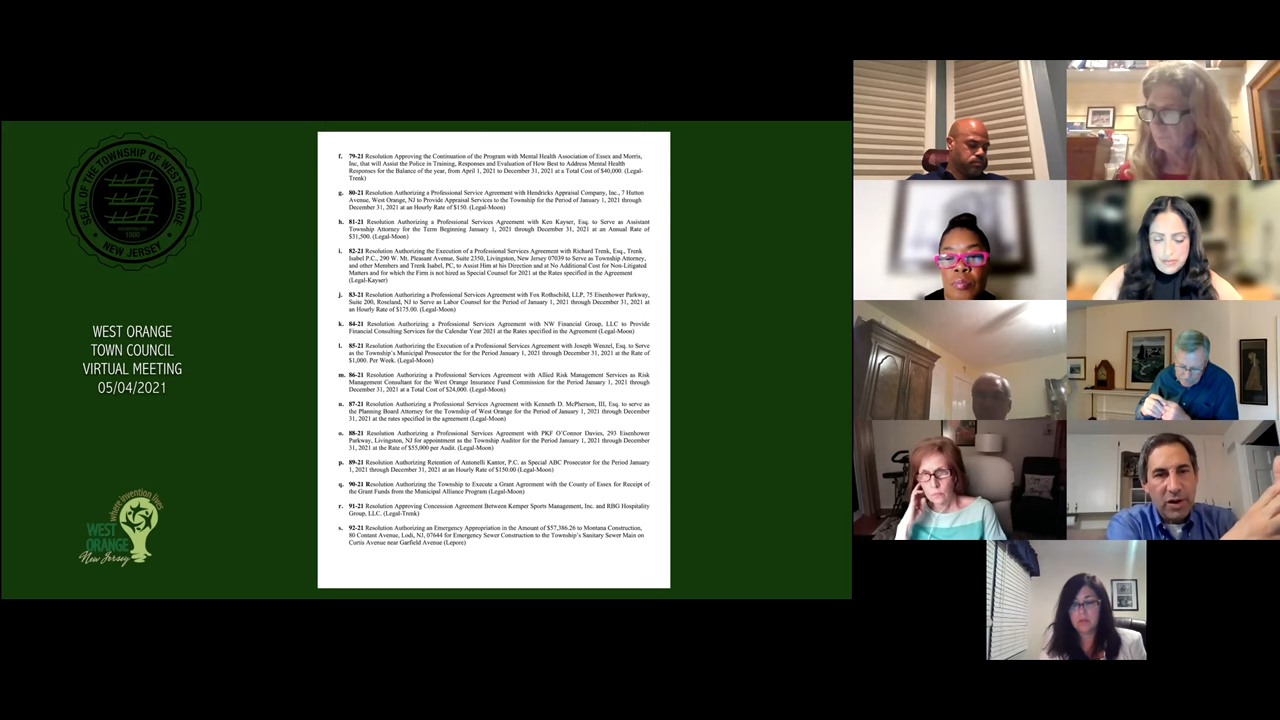 SEAL OF THE TOWNSHIP OF WEST ORANGE
NEW JERSEY
WEST ORANGE
TOWN COUNCIL
VIRTUAL MEETING
05/04/2021
where invention lives
WEST
ORANGE
New Jersey
f. 79-21 Resolution Approving the Continuation of the Program with Mental Health Association of Essex and Morris,
Inc, that will Assist the Police in Training, Responses and Evaluation of How Best to Address Mental Health
Responses for the Balance of the year, from April 1, 2021 to December 31, 2021 at a Total Cost of $40,000. (Legal-
Trenk)
g. 80-21 Resolution Authorizing a Professional Service Agreement with Hendricks Appraisal Company, Inc., 7 Hutton
Avenue, West Orange, NJ to Provide Appraisal Services to the Township for the Period of January 1, 2021 through
December 31, 2021 at an Hourly Rate of $150. (Legal-Moon)
h. 81-21 Resolution Authorizing a Professional Services Agreement with Ken Kayser, Esq. to Serve as Assistant
Township Attorney for the Term Beginning January 1, 2021 through December 31, 2021 at an Annual Rate of
$31,500. (Legal-Moon)
i. 82-21 Resolution Authorizing the Execution of a Professional Services Agreement with Richard Trenk, Esq., Trenk
Isabel P.C., 290 W. Mt. Pleasant Avenue, Suite 2350, Livingston, New Jersey 07039 to Serve as Township Attorney,
and other Members and Trenk Isabel, PC, to Assist Him at his Direction and at No Additional Cost for Non-Litigated
Matters and for which the Firm is not hired as Special Counsel for 2021 at the Rates specified in the Agreement
(Legal-Kayser)
j. 83-21 Resolution Authorizing a Professional Services Agreement with Fox Rothschild, LLP, 75 Eisenhower Parkway,
Suite 200, Roseland, NJ to Serve as Labor Counsel for the Period of January 1, 2021 through December 31, 2021 at
an Hourly Rate of $175.00. (Legal-Moon)
k. 84-21 Resolution Authorizing a Professional Services Agreement with NW Financial Group, LLC to Provide
Financial Consulting Services for the Calendar Year 2021 at the Rates specified in the Agreement (Legal-Moon)
l. 85-21 Resolution Authorizing the Execution of a Professional Services Agreement with Joseph Wenzel, Esq. to Serve
as the Township's Municipal Prosecutor the for the Period January 1, 2021 through December 31, 2021 at the Rate of
$1,000. Per Week. (Legal-Moon)
m. 86-21 Resolution Authorizing a Professional Services Agreement with Allied Risk Management Services as Risk
Management Consultant for the West Orange Insurance Fund Commission for the Period January 1, 2021 through
December 31, 2021 at a Total Cost of $24,000. (Legal-Moon)
n. 87-21 Resolution Authorizing a Professional Services Agreement with Kenneth D. McPherson, III, Esq. to serve as
the Planning Board Attorney for the Township of West Orange for the Period of January 1, 2021 through December
31, 2021 at the rates specified in the agreement (Legal-Moon)
o. 88-21 Resolution Authorizing a Professional Services Agreement with PKF O'Connor Davies, 293 Eisenhower
Parkway, Livingston, NJ for appointment as the Township Auditor for the Period January 1, 2021 through December
31, 2021 at the Rate of $55,000 per Audit. (Legal-Moon)
p. 89-21 Resolution Authorizing Retention of Antonelli Kantor, P.C. as Special ABC Prosecutor for the Period January
1, 2021 through December 31, 2021 at an Hourly Rate of $150.00 (Legal-Moon)
q. 90-21 Resolution Authorizing the Township to Execute a Grant Agreement with the County of Essex for Receipt of
the Grant Funds from the Municipal Alliance Program (Legal-Moon)
r. 91-21 Resolution Approving Concession Agreement Between Kemper Sports Management, Inc. and RBG Hospitality
Group, LLC. (Legal-Trenk)
s. 92-21 Resolution Authorizing an Emergency Appropriation in the Amount of $57,386.26 to Montana Construction,
80 Contant Avenue, Lodi, NJ, 07644 for Emergency Sewer Construction to the Township's Sanitary Sewer Main on
Curtis Avenue near Garfield Avenue (Lepore)